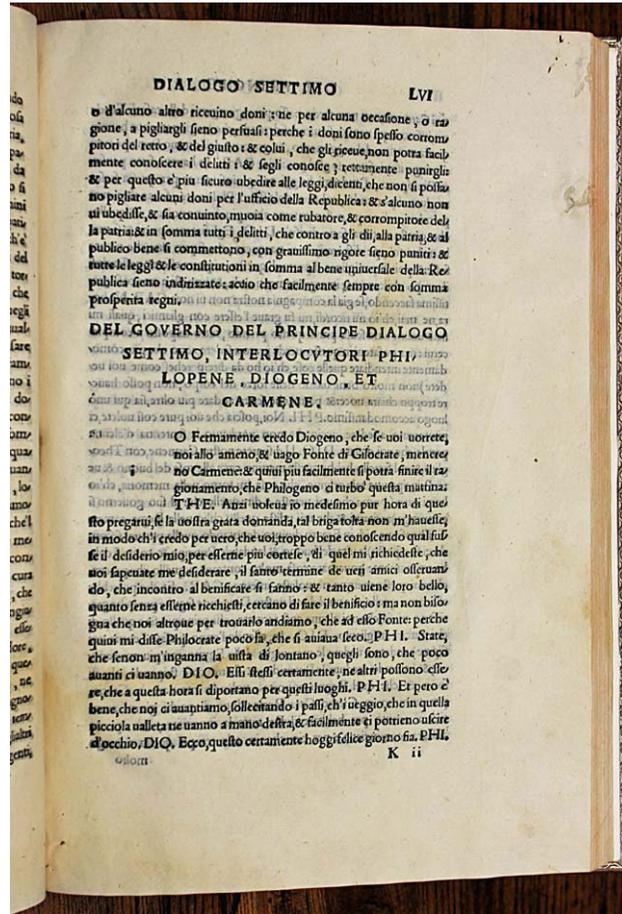 DIALOGO SETTIMO LVI
o d'alcuno altro riceuino doni: ne per alcuna occasione, o ra-
gione, a pigliargli sieno persuasi: perche i doni sono spesso corrom
pitori del retto, & del giusto: & colui, che gli riceue, non potra facil-
mente conoscere i delitti: & segli conosce; rettamente punirgli:
& per questo e' piu sicuro ubedire alle leggi, dicenti, che non si possa-
no pigliare alcuni doni per l'ufficio della Republica: & s'alcuno non
ui ubedisse, & sia conuinto, muoia come rubatore, & corrompitore del-
la patria: & in somma tutti i delitti, che contro a gli dii, alla patria, & al
publico bene si commettono, con grauissimo rigore sieno puniti: &
tutte le leggi & le constitutioni in somma al bene uniuersale della Re-
publica sieno indirizzate: accio che facilmente sempre con somma
prosperita regni.
DEL GOVERNO DEL PRINCIPE DIALOGO
SETTIMO, INTERLOCVTORI PHI-
LOPENE, DIOGENO, ET
CARMENE.
O Fermamente credo Diogeno, che se uoi uorrete,
i noi allo ameno, & uago Fonte di Gisocrate, menere-
no Carmene: & quiui piu facilmente si potra finire il ra-
gionamento, che Philogeno ci turbo' questa mattina:
THE. Anzi uoleua io medesimo pur hora di que-
sto pregarui, se la uostra grata domanda, tal briga tolta non m'hauesse,
in modo ch'i credo per uero, che uoi, troppo bene conoscendo qual fus-
se il desiderio mio, per esserne piu cortese, di quel mi richiedeste, che
uoi sapeuate me desiderare, il santo termine de ueri amici osseruan-
do, che incontro al benificare si fanno: & tanto uiene loro bello,
quanto senza esserne richiesti, cercano di fare il benificio: ma non biso-
gna che noi altroue per trouarlo andiamo, che ad esso Fonte: perche
quiui mi disse Philocrate poco fa, che si auiaua seco. PHI. State,
che senon m'inganna la uista di lontano, quegli sono, che poco
auanti ci uanno. DIO. Essi stessi certamente, ne altri possono esse-
re, che a questa hora si diportano per questi luoghi. PHI. Et pero e'
bene, che noi ci auantiamo, sollecitando i passi, ch'i ueggio, che in quella
picciola ualleta ne uanno a mano destra, & facilmente ci potrieno uscire
d'occhio, DIO. Ecco, questo certamente hoggi felice giorno fia. PHI.
K ii